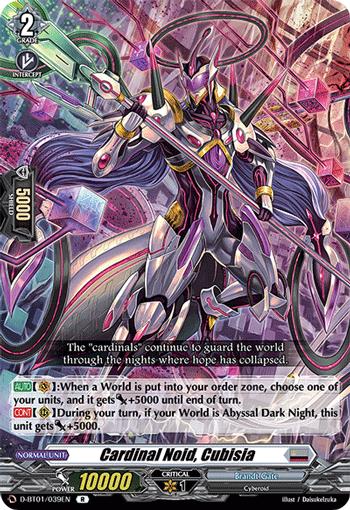 2
GRADE
INTERCEPT
5000
SHIELD
The "cardinals" continue to guard the world
through the nights where hope has collapsed.
AUTO[ ]:When a World is put into your order zone, choose one of
your units, and it gets +5000 until end of turn.
CONT[ ]During your turn, if your World is Abyssal Dark Night, this
unit gets +5000.
NORMAL UNIT
Cardinal Noid, Cubisia
POWER 10000
CRITICAL
1
Brandt Gate
Cyberoid
D-BT01/039EN R
illust / DaisukeIzuka